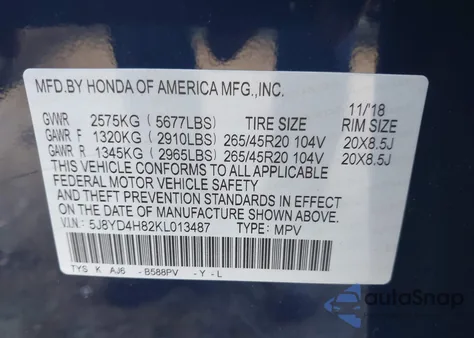 MFD.BY HONDA OF AMERICA MFG.,INC.
11/18
GVWR 2575KG (5677LBS) TIRE SIZE RIM SIZE
GAWR F 1320KG (2910LBS) 265/45R20 104V 20X8.5J
GAWR R 1345KG (2965LBS) 265/45R20 104V 20X8.5J
THIS VEHICLE CONFORMS TO ALL APPLICABLE
FEDERAL MOTOR VEHICLE SAFETY
AND THEFT PREVENTION STANDARDS IN EFFECT
ON THE DATE OF MANUFACTURE SHOWN ABOVE.
V.I.N: 5J8YD4H82KL013487 TYPE: MPV
TYS K AJ6 -B588PV -Y-L
autoSnap